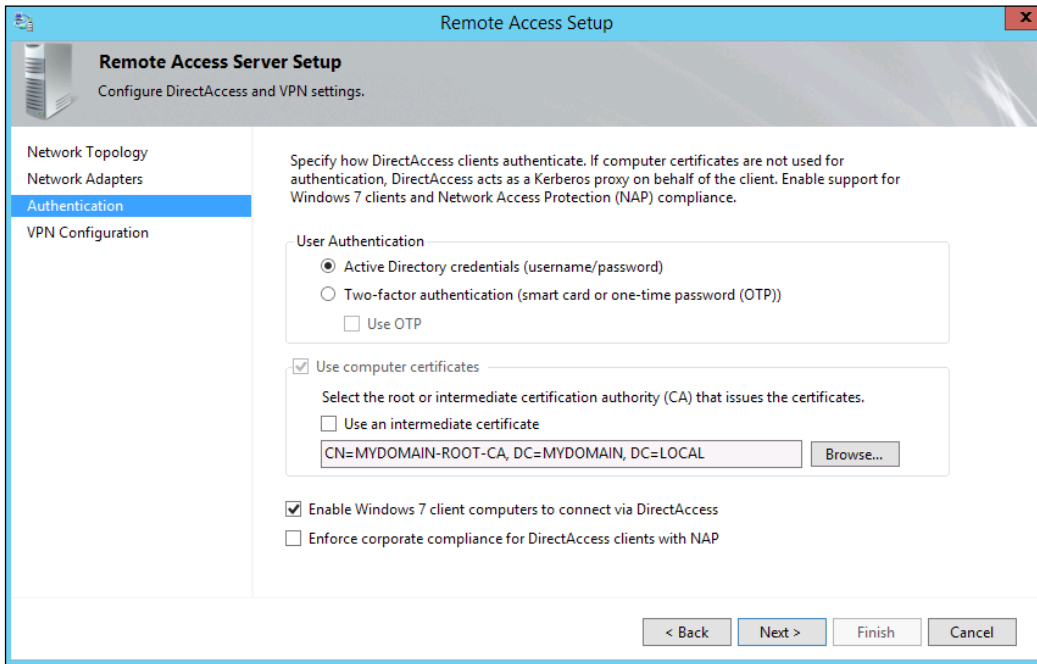 Remote Access Setup
x
Remote Access Server Setup
Configure DirectAccess and VPN settings.
Network Topology
Network Adapters
Authentication
VPN Configuration
Specify how DirectAccess clients authenticate. If computer certificates are not used for
authentication, DirectAccess acts as a Kerberos proxy on behalf of the client. Enable support for
Windows 7 clients and Network Access Protection (NAP) compliance.
User Authentication
Active Directory credentials (username/password)
Two-factor authentication (smart card or one-time password (OTP))
Use OTP
Use computer certificates
Select the root or intermediate certification authority (CA) that issues the certificates.
Use an intermediate certificate
CN=MYDOMAIN-ROOT-CA, DC=MYDOMAIN, DC=LOCAL
Browse...
Enable Windows 7 client computers to connect via DirectAccess
Enforce corporate compliance for DirectAccess clients with NAP
< Back
Next >
Finish
Cancel